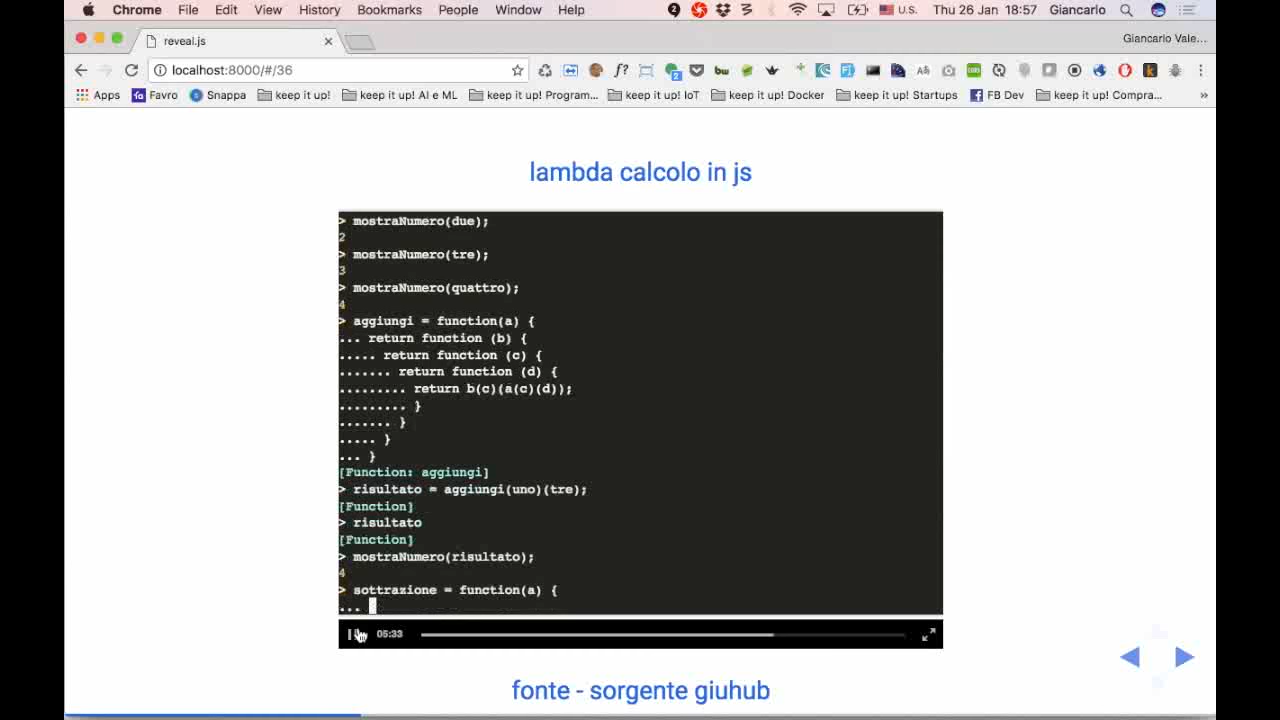 Chrome File Edit View History Bookmarks People Window Help U.S. Thu 26 Jan 18:57 Giancarlo
reveal.js Giancarlo Vale...
localhost:8000/#/36
Apps Favro Snappa keep it up! keep it up! AI e ML keep it up! Program... keep it up! IoT keep it up! Docker keep it up! Startups FB Dev keep it up! Compra... »
lambda calcolo in js
> mostraNumero(due);
2
> mostraNumero(tre);
3
> mostraNumero(quattro);
4
> aggiungi = function(a) {
... return function (b) {
..... return function (c) {
....... return function (d) {
......... return b(c)(a(c)(d));
......... }
....... }
..... }
... }
[Function: aggiungi]
> risultato = aggiungi(uno)(tre);
[Function]
> risultato
[Function]
> mostraNumero(risultato);
4
> sottrazione = function(a) {
...
05:33
fonte - sorgente giuhub